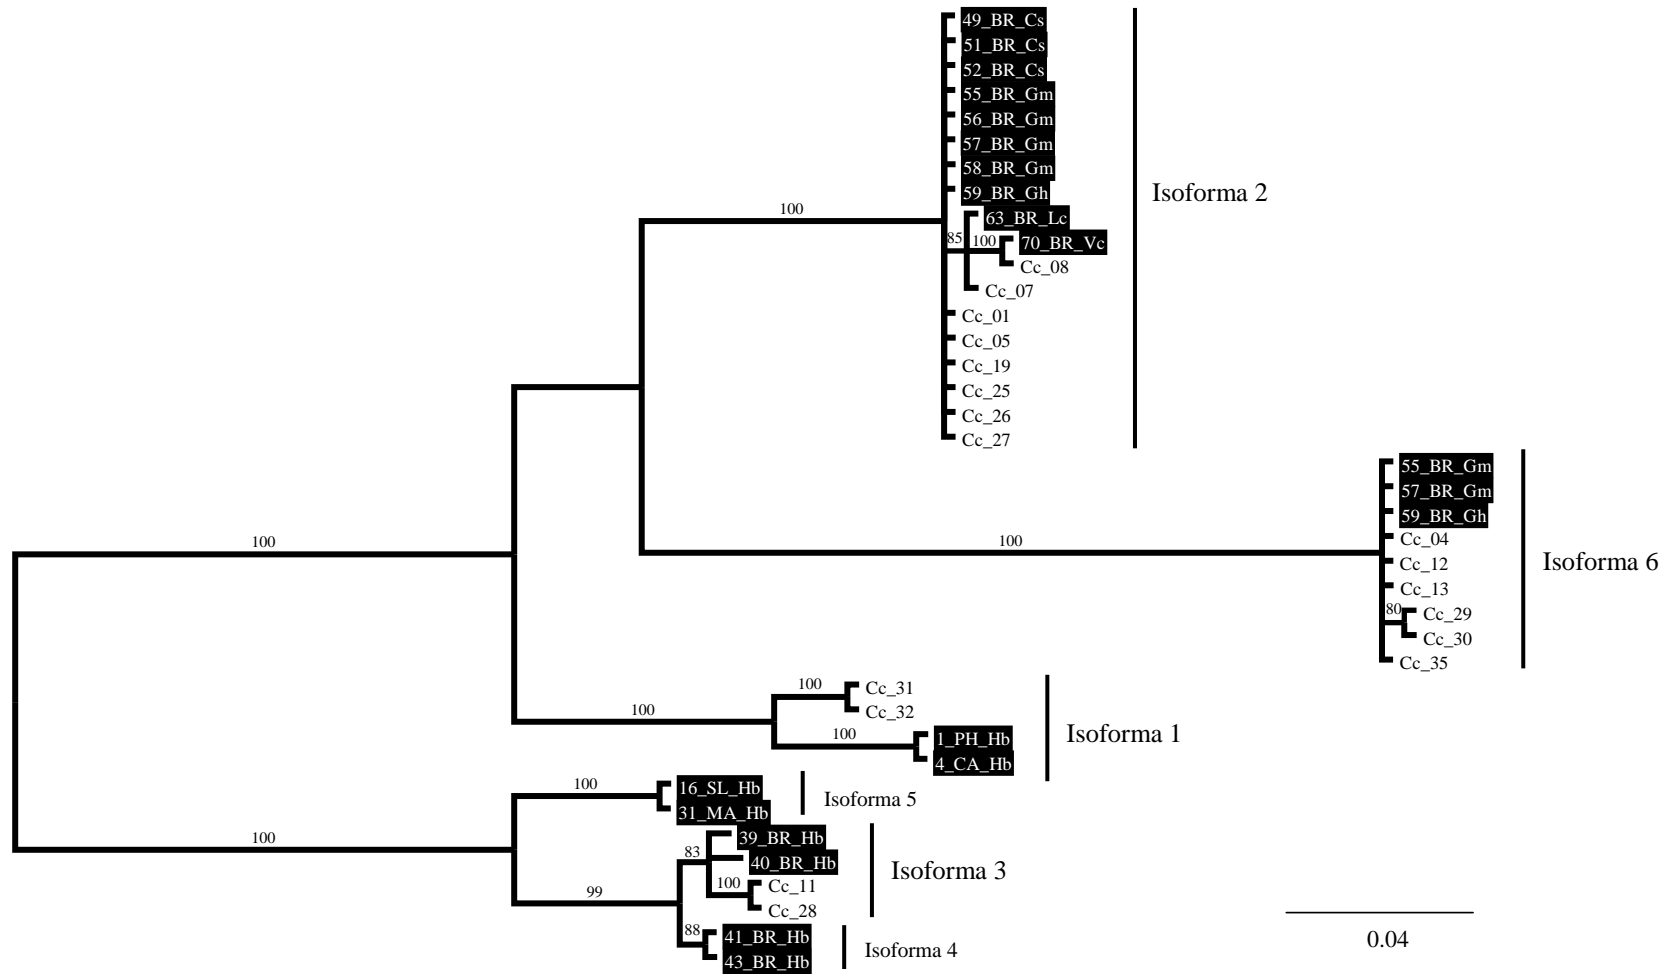 49_BR_Cs
51_BR_Cs
52_BR_Cs
55_BR_Gm
56_BR_Gm
57_BR_Gm
58_BR_Gm
59_BR_Gh
Isoforma 2
100
63_BR_Lc
85
100
70_BR_Vc
Cc_08
Cc_07
Cc_01
Cc_05
Cc_19
Cc_25
Cc_26
Cc_27
55_BR_Gm
57_BR_Gm
59_BR_Gh
100
100
Cc_04
Cc_12
Isoforma 6
Cc_13
80
Cc_29
Cc_30
Cc_35
100
Cc_31
100
Cc_32
100
1_PH_Hb
Isoforma 1
4_CA_Hb
100
16_SL_Hb
Isoforma 5
31_MA_Hb
100
39_BR_Hb
83
40_BR_Hb
Isoforma 3
99
100
Cc_11
Cc_28
88
41_BR_Hb
Isoforma 4
43_BR_Hb
0.04